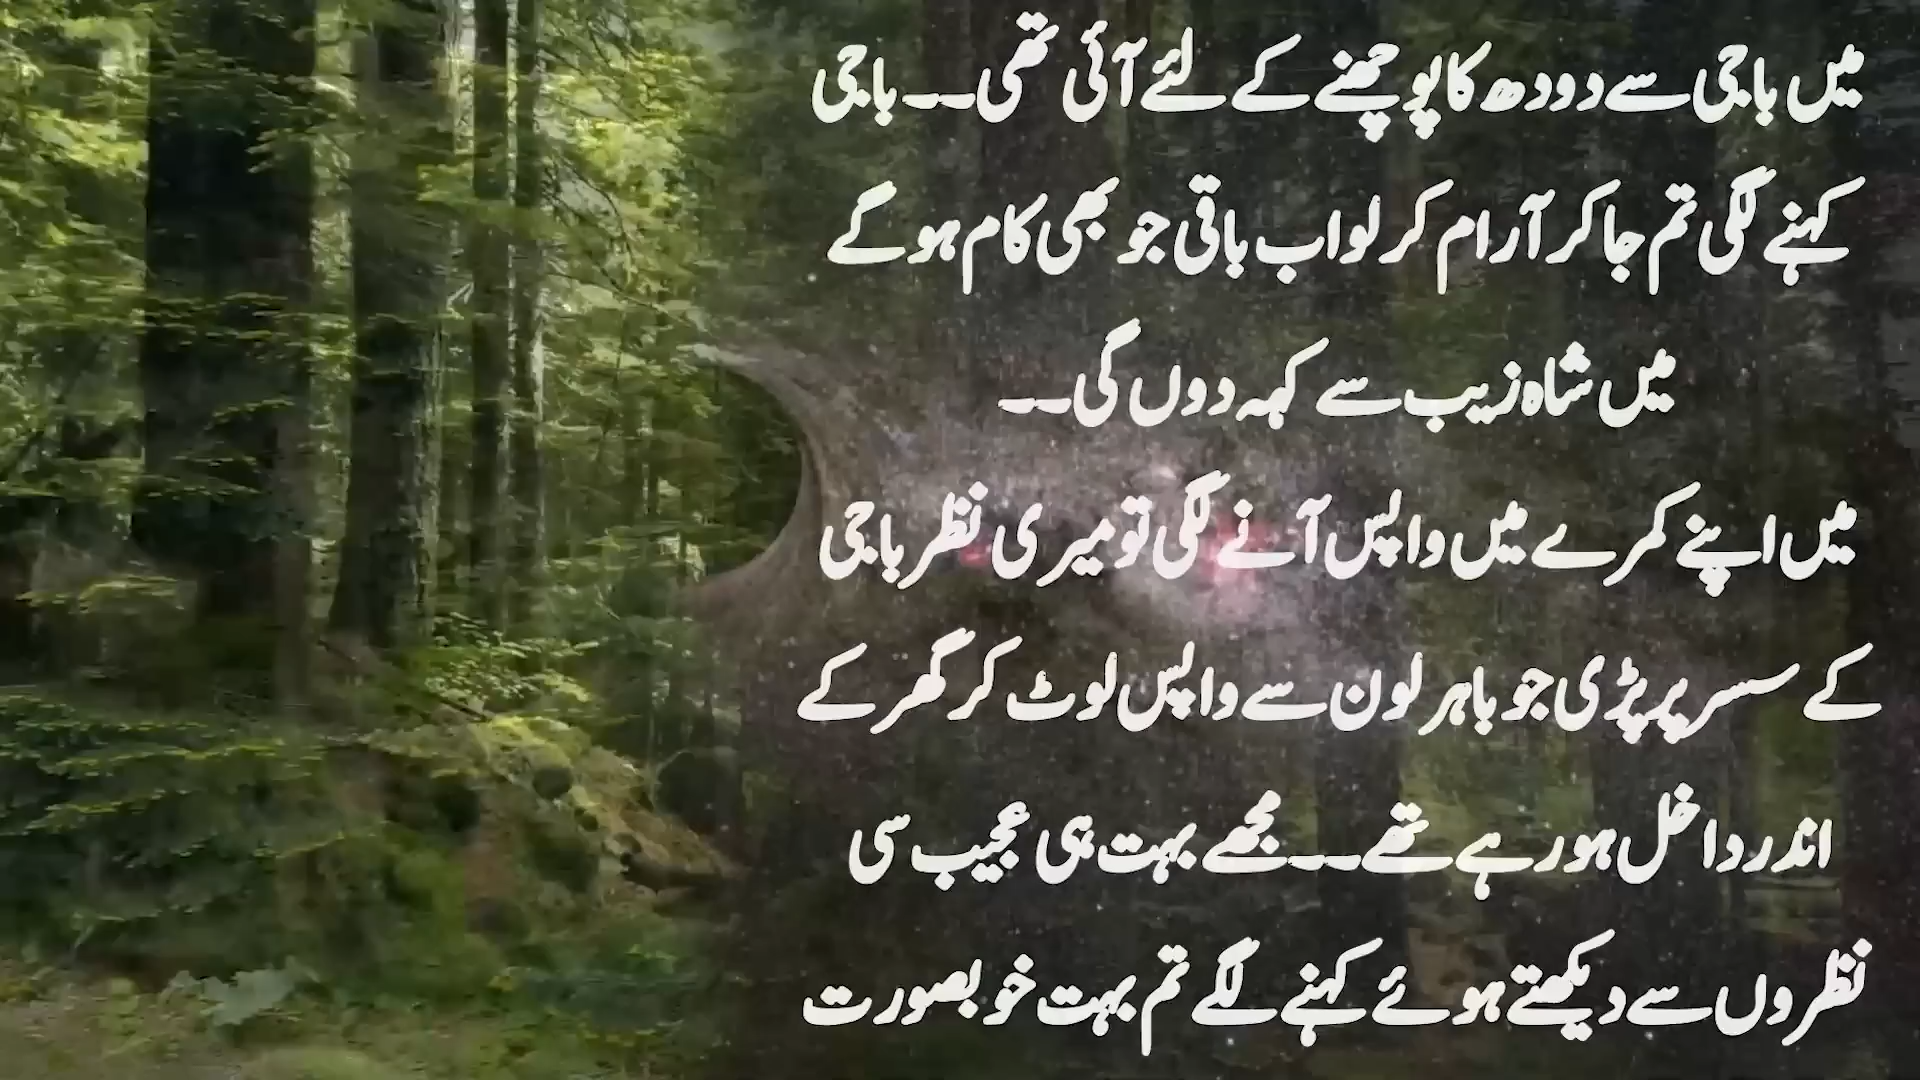 میں باجی سے دودھ کا پوچھنے کے لئے آئی تھی۔۔ باجی
کہنے لگی تم جا کر آرام کر لو اب باقی جو بھی کام ہو گے
میں شاہ زیب سے کہہ دوں گی۔۔
میں اپنے کمرے میں واپس آنے لگی تو میری نظر باجی
کے سسر پر پڑی جو باہر لون سے واپس لوٹ کر گھر کے
اندر داخل ہو رہے تھے۔۔ مجھے بہت ہی عجیب سی
نظروں سے دیکھتے ہوئے کہنے لگے تم بہت خوبصورت